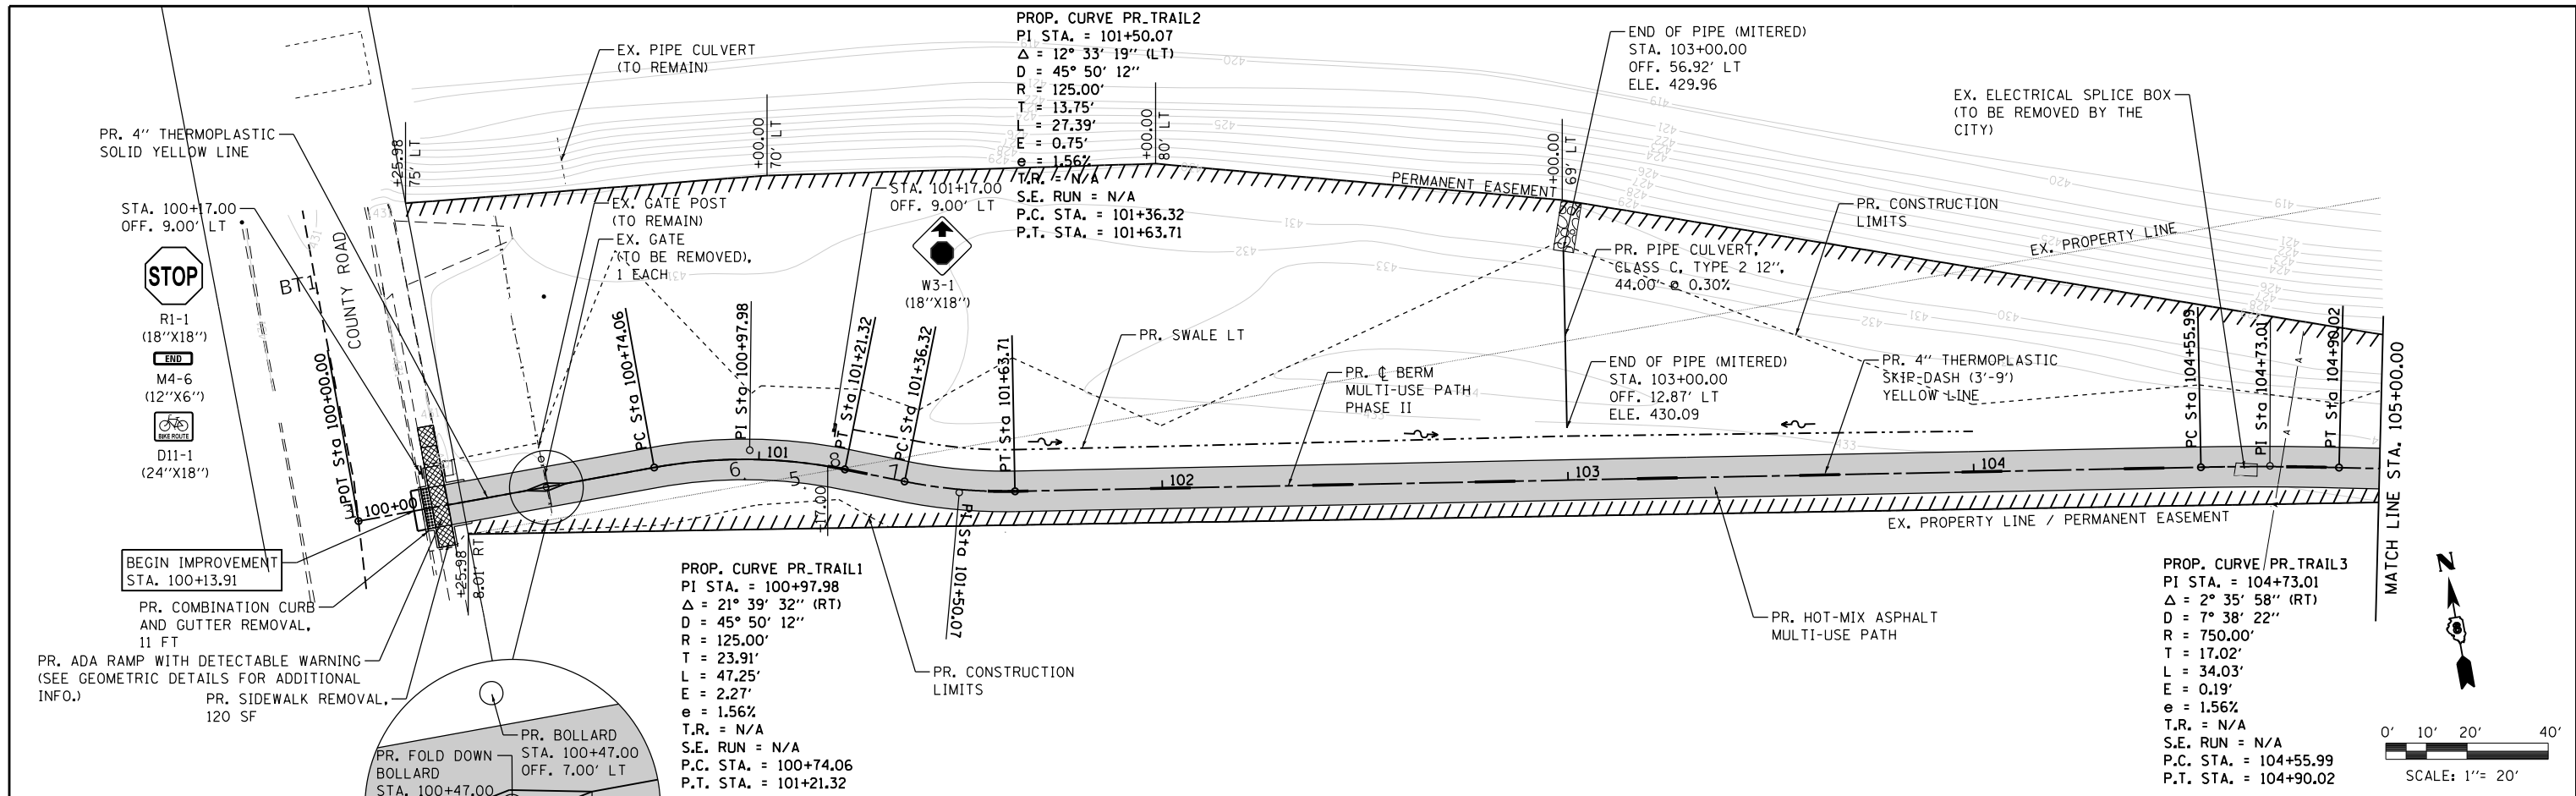 PROP. CURVE PR_TRAIL2
PI STA. = 101+50.07
Δ = 12° 33' 19'' (LT)
D = 45° 50' 12''
R = 125.00'
T = 13.75'
L = 27.39'
E = 0.75'
e = 1.56%
T.R. = N/A
S.E. RUN = N/A
P.C. STA. = 101+36.32
P.T. STA. = 101+63.71
EX. PIPE CULVERT
(TO REMAIN)
END OF PIPE (MITERED)
STA. 103+00.00
OFF. 56.92' LT
ELE. 429.96
EX. ELECTRICAL SPLICE BOX
(TO BE REMOVED BY THE
CITY)
PR. 4'' THERMOPLASTIC
SOLID YELLOW LINE
+25.98
75' LT
+00.00
70' LT
+00.00
80' LT
+00.00
69' LT
PERMANENT EASEMENT
STA. 100+17.00
OFF. 9.00' LT
STOP
R1-1
(18''X18'')
END
M4-6
(12''X6'')
BIKE ROUTE
D11-1
(24''X18'')
BT1
COUNTY ROAD
EX. GATE POST
(TO REMAIN)
EX. GATE
(TO BE REMOVED),
1 EACH
STA. 101+17.00
OFF. 9.00' LT
W3-1
(18''X18'')
PR. CONSTRUCTION
LIMITS
EX. PROPERTY LINE
PR. PIPE CULVERT,
CLASS C, TYPE 2 12'',
44.00' @ 0.30%
PR. SWALE LT
PR. ℄ BERM
MULTI-USE PATH
PHASE II
END OF PIPE (MITERED)
STA. 103+00.00
OFF. 12.87' LT
ELE. 430.09
PR. 4'' THERMOPLASTIC
SKIP-DASH (3'-9')
YELLOW LINE
POT Sta 100+00.00
PC Sta 100+74.06
PI Sta 100+97.98
PT Sta 101+21.32
PC Sta 101+36.32
PT Sta 101+63.71
PI Sta 101+50.07
PC Sta 104+55.99
PI Sta 104+73.01
PT Sta 104+90.02
MATCH LINE STA. 105+00.00
100+00
101
102
103
104
6.
5.
8
7
+17.00
+25.98
8.01' RT
A
A
420
419
421
424
425
426
428
429
431
432
433
430
EX. PROPERTY LINE / PERMANENT EASEMENT
BEGIN IMPROVEMENT
STA. 100+13.91
PR. COMBINATION CURB
AND GUTTER REMOVAL,
11 FT
PR. ADA RAMP WITH DETECTABLE WARNING
(SEE GEOMETRIC DETAILS FOR ADDITIONAL
INFO.)
PR. SIDEWALK REMOVAL,
120 SF
PR. BOLLARD
STA. 100+47.00
OFF. 7.00' LT
PR. FOLD DOWN
BOLLARD
STA. 100+47.00
PROP. CURVE PR_TRAIL1
PI STA. = 100+97.98
Δ = 21° 39' 32'' (RT)
D = 45° 50' 12''
R = 125.00'
T = 23.91'
L = 47.25'
E = 2.27'
e = 1.56%
T.R. = N/A
S.E. RUN = N/A
P.C. STA. = 100+74.06
P.T. STA. = 101+21.32
PR. CONSTRUCTION
LIMITS
PR. HOT-MIX ASPHALT
MULTI-USE PATH
PROP. CURVE PR_TRAIL3
PI STA. = 104+73.01
Δ = 2° 35' 58'' (RT)
D = 7° 38' 22''
R = 750.00'
T = 17.02'
L = 34.03'
E = 0.19'
e = 1.56%
T.R. = N/A
S.E. RUN = N/A
P.C. STA. = 104+55.99
P.T. STA. = 104+90.02
N
0' 10' 20' 40'
SCALE: 1''= 20'